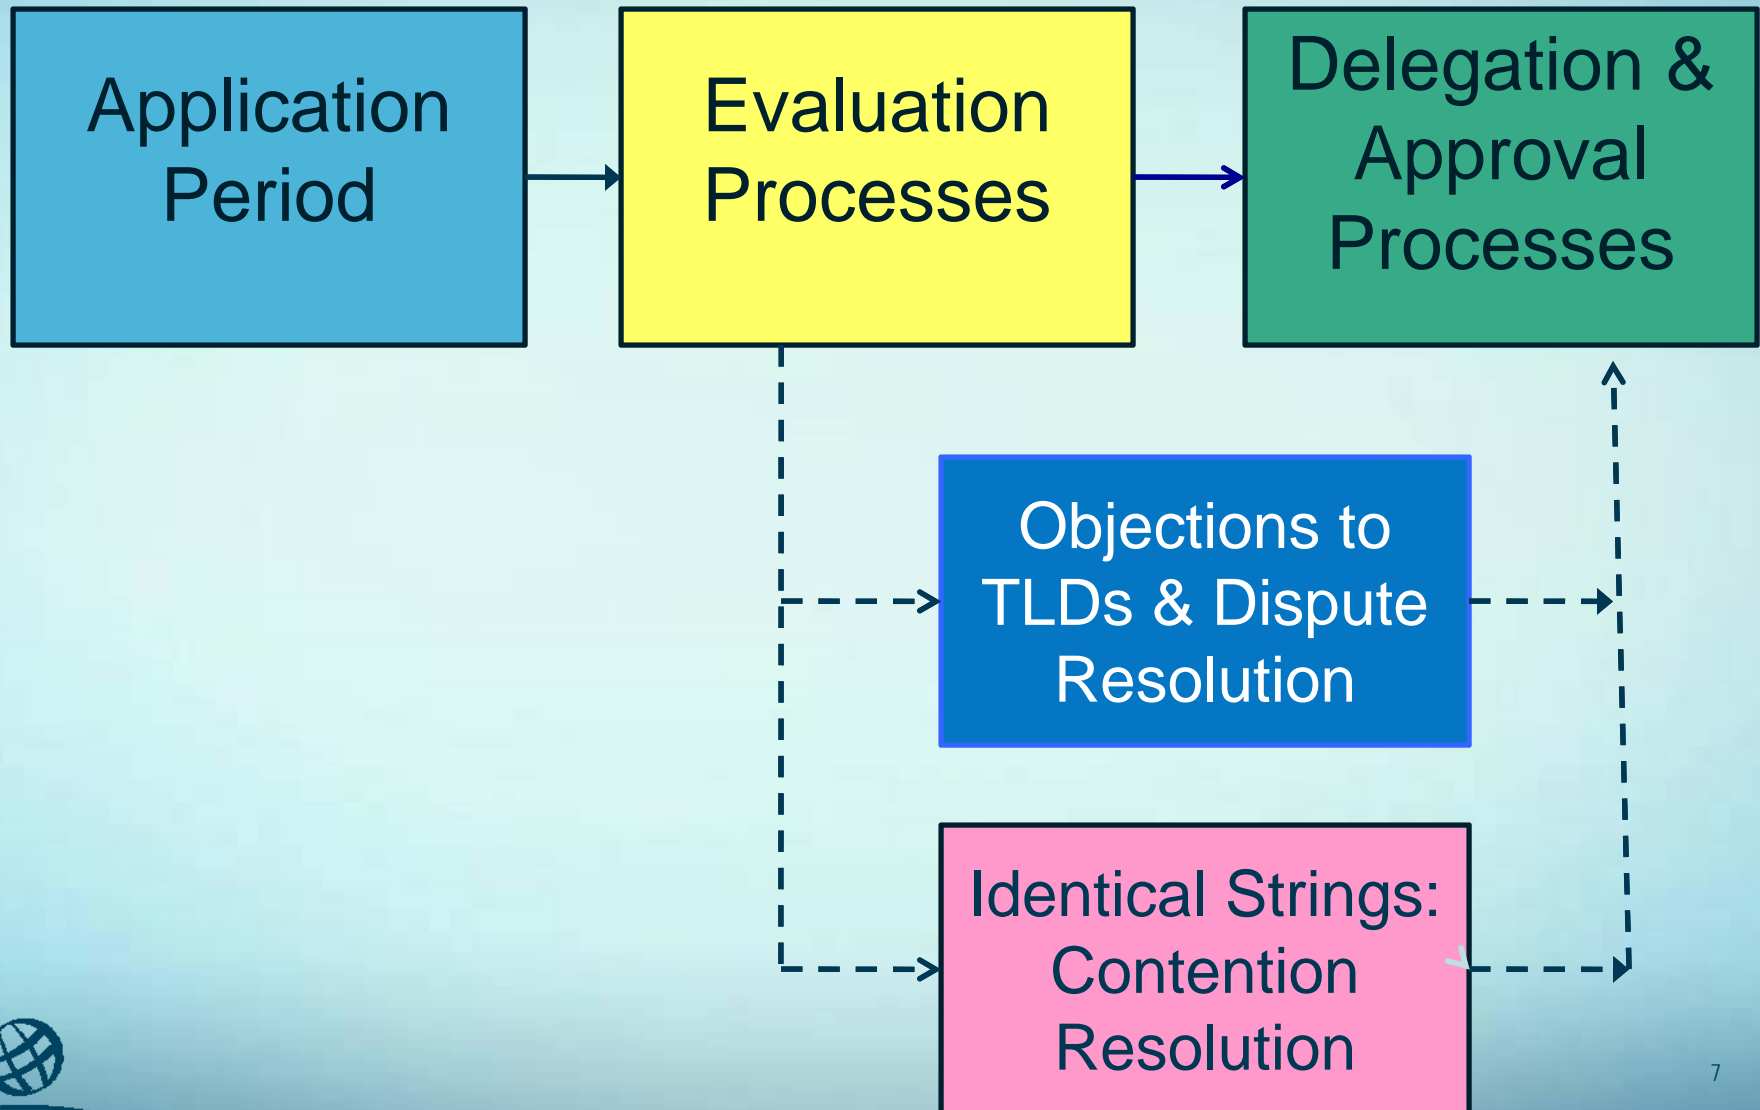 Application
Period
Evaluation
Processes
Delegation &
Approval
Processes
Objections to
TLDs & Dispute
Resolution
Identical Strings:
Contention
Resolution
7